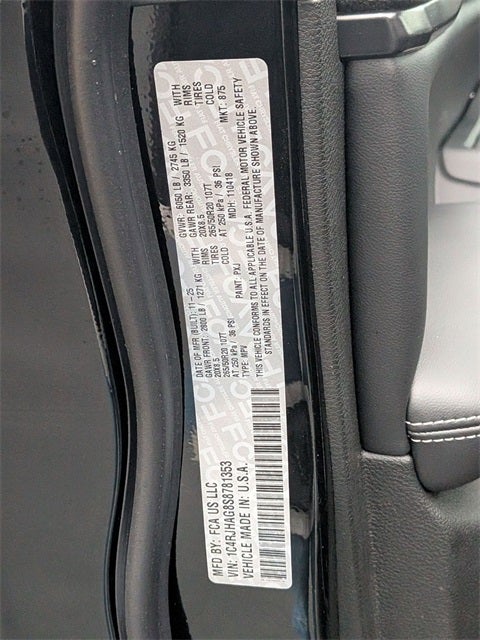 MFD BY: FCA US LLC
VIN: 1C4RJHAG8S8781353
VEHICLE MADE IN: U.S.A.
DATE OF MFR (BUILT): 11-25 GVWR: 6050 LB / 2745 KG
GAWR FRONT: 2800 LB / 1271 KG WITH GAWR REAR: 3350 LB / 1520 KG WITH
20X8.5 RIMS 20X8.5 RIMS
265/50R20 107T TIRES 265/50R20 107T TIRES
AT 250 kPa / 36 PSI COLD AT 250 kPa / 36 PSI COLD
TYPE: MPV PAINT: PXJ MDH: 110418 MKT: 875
THIS VEHICLE CONFORMS TO ALL APPLICABLE U.S.A. FEDERAL MOTOR VEHICLE SAFETY
STANDARDS IN EFFECT ON THE DATE OF MANUFACTURE SHOWN ABOVE.